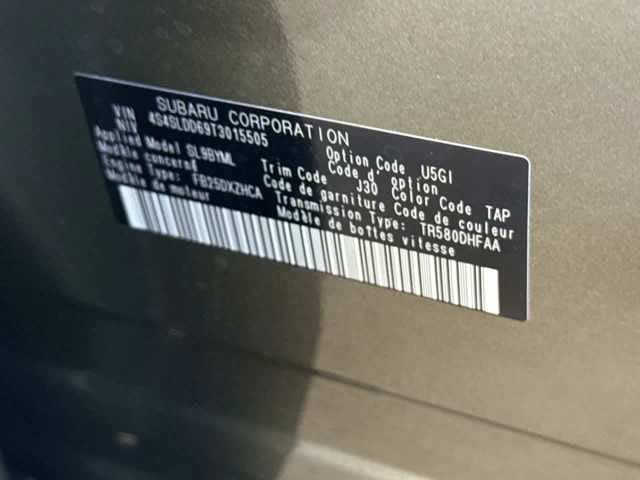 SUBARU CORPORATION
VIN
NIV 4S4SLDD69T3015505
Applied Model SL9BYML Option Code U5GI
Modèle concerné Code d' option
Engine Type: FB25DXZHCA Trim Code J30 Color Code TAP
Modèle de moteur Code de garniture Code de couleur
Transmission Type: TR580DHFAA
Modèle de boîtes vitesse